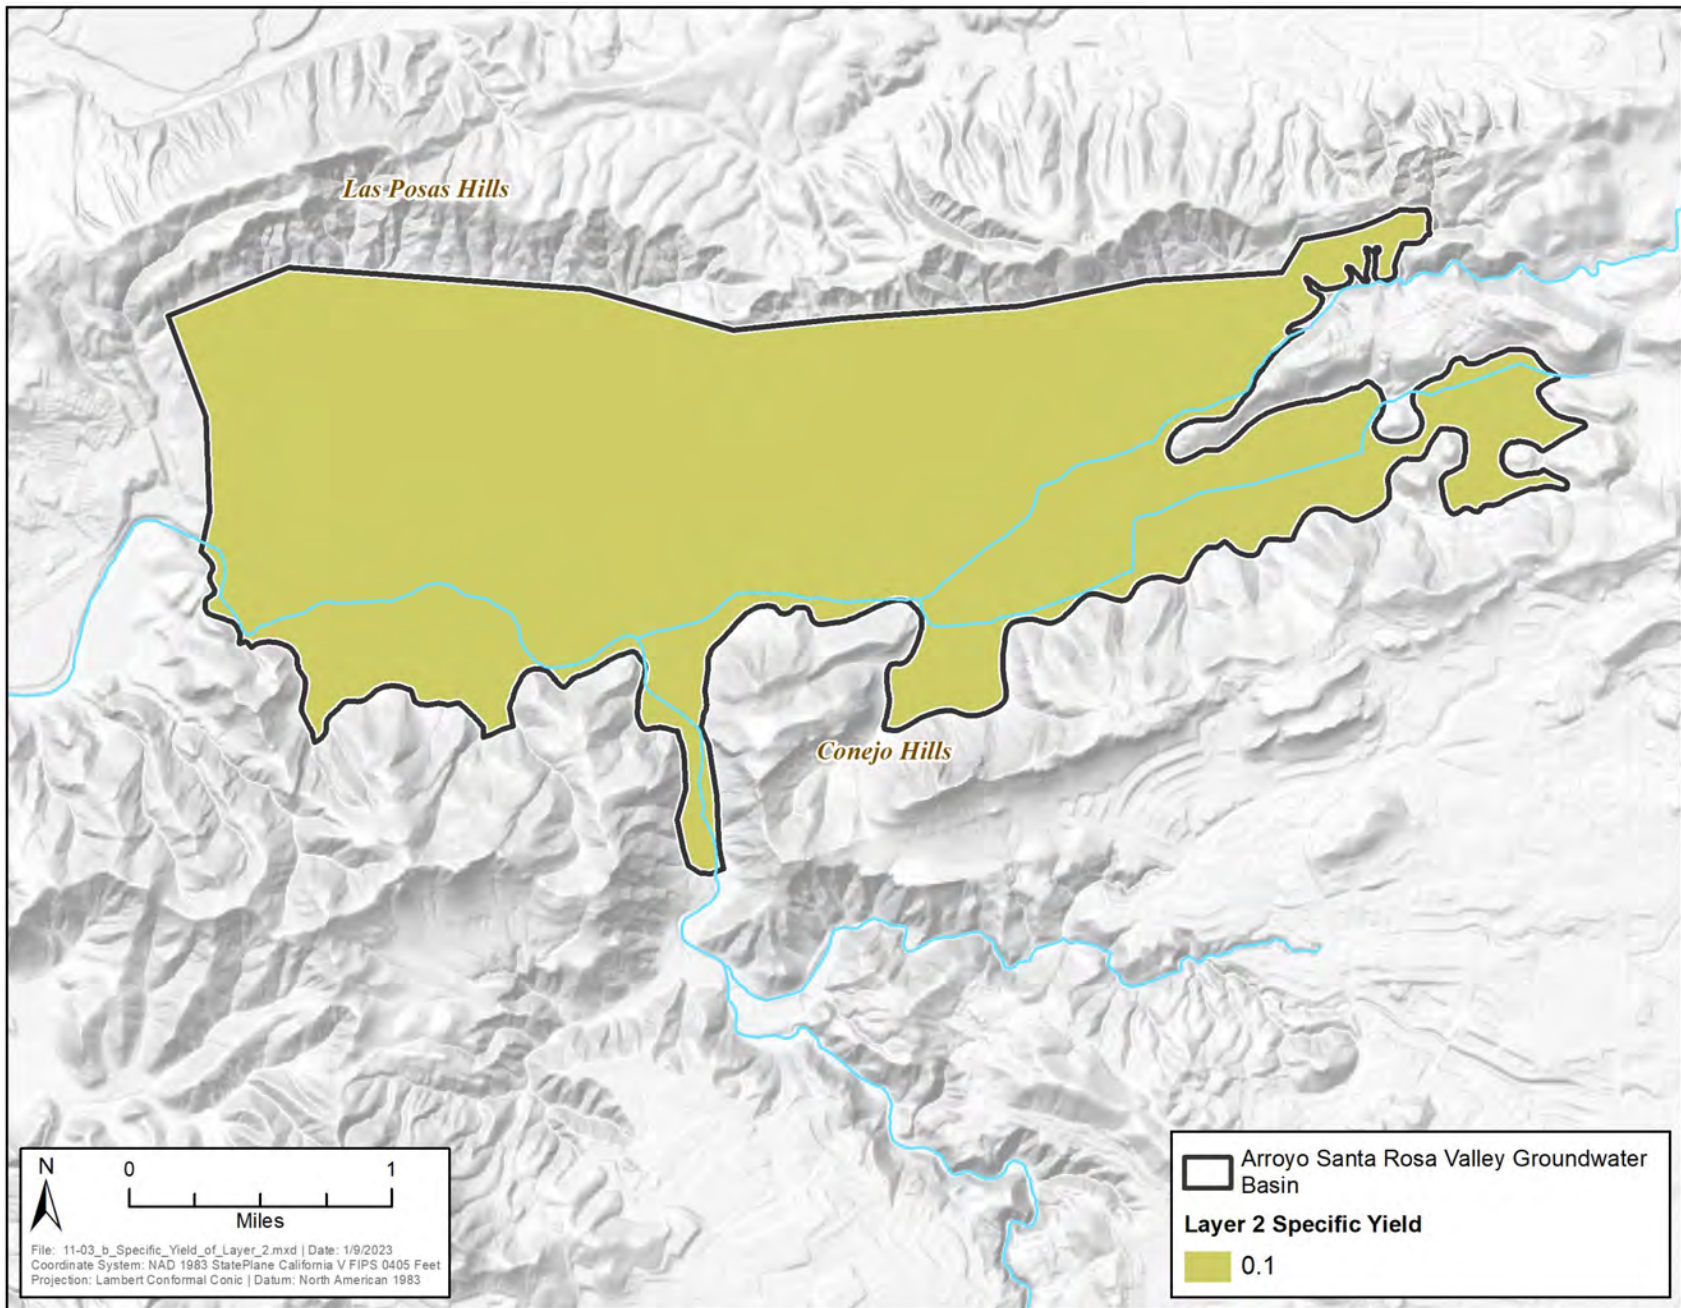 Las Posas Hills
Conejo Hills
N
0 1
Miles
File: 11-03_b_Specific_Yield_of_Layer_2.mxd | Date: 1/9/2023
Coordinate System: NAD 1983 StatePlane California V FIPS 0405 Feet
Projection: Lambert Conformal Conic | Datum: North American 1983
Arroyo Santa Rosa Valley Groundwater
Basin
Layer 2 Specific Yield
0.1